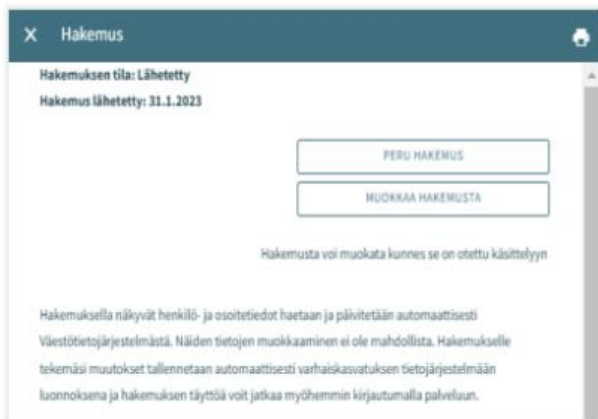 X Hakemus
Hakemuksen tila: Lähetetty
Hakemus lähetetty: 31.1.2023
PERU HAKEMUS
MUOKKAA HAKEMUSTA
Hakemusta voi muokata kunnes se on otettu käsittelyyn
Hakemuksella näkyvät henkilö- ja osoitetiedot haetaan ja päivitetään automaattisesti
Väestötietojärjestelmästä. Näiden tietojen muokkaaminen ei ole mahdollista. Hakemukselle
tekemäsi muutokset tallennetaan automaattisesti varhaiskasvatuksen tietojärjestelmään
luonnoksena ja hakemuksen täyttöä voit jatkaa myöhemmin kirjautumalla palveluun.